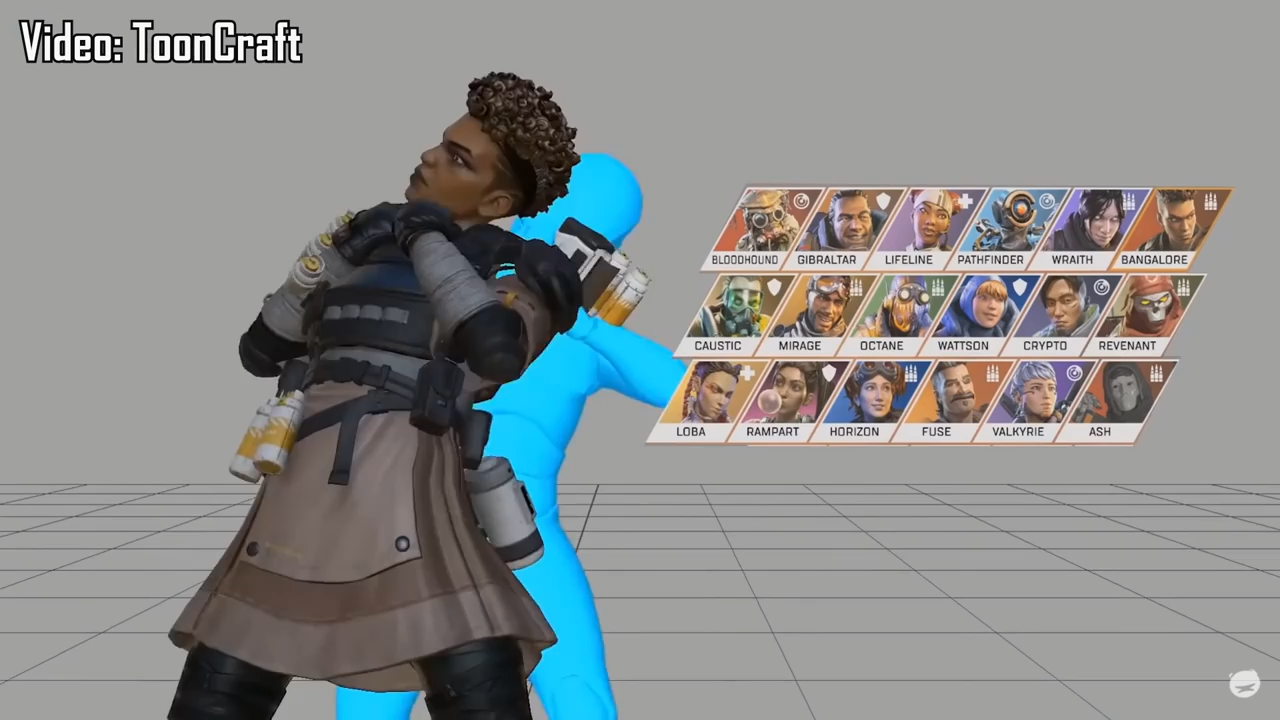 Video: ToonCraft
BLOODHOUND GIBRALTAR LIFELINE PATHFINDER WRAITH BANGALORE
CAUSTIC MIRAGE OCTANE WATTSON CRYPTO REVENANT
LOBA RAMPART HORIZON FUSE VALKYRIE ASH